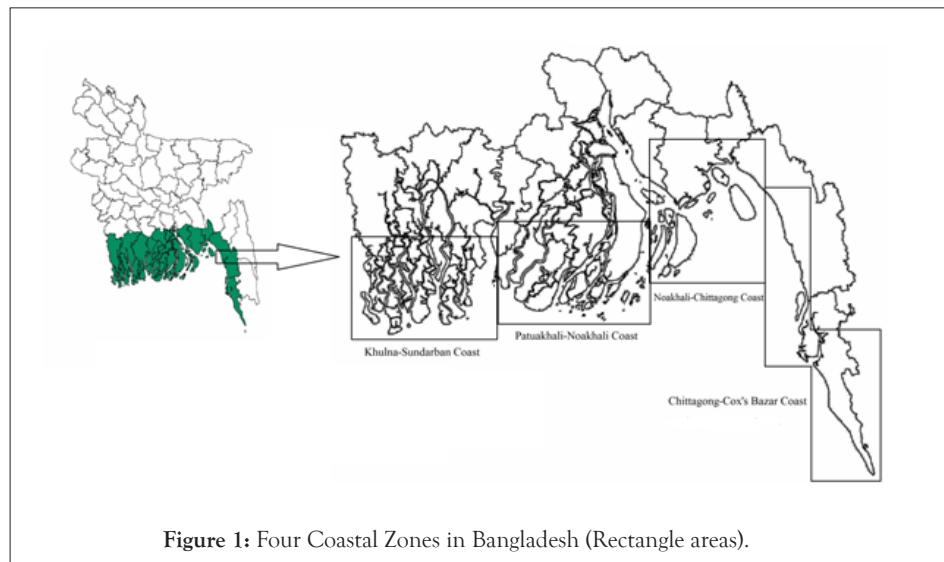 Noakhali-Chittagong Coast
Patuakhali-Noakhali Coast
Khulna-Sundarban Coast
Chittagong-Cox's Bazar Coast
Figure 1: Four Coastal Zones in Bangladesh (Rectangle areas).